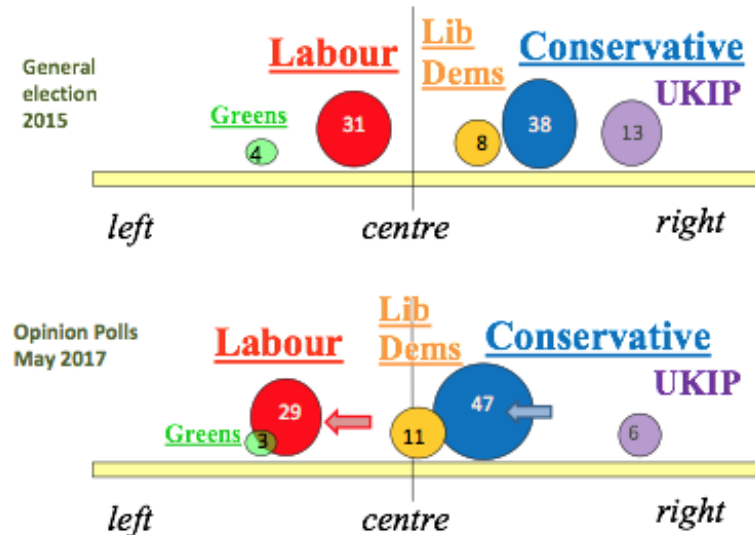 General
election
2015
Greens
4
Labour
31
Lib
Dems
8
Conservative
38
UKIP
13
left centre right
Opinion Polls
May 2017
Greens
3
Labour
29
Lib
Dems
11
Conservative
47
UKIP
6
left centre right